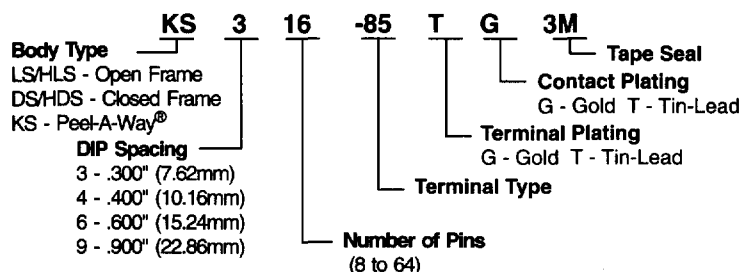 KS 3 16 -85 T G 3M
Body Type
LS/HLS - Open Frame
DS/HDS - Closed Frame
KS - Peel-A-Way®
DIP Spacing
3 - .300" (7.62mm)
4 - .400" (10.16mm)
6 - .600" (15.24mm)
9 - .900" (22.86mm)
Number of Pins
(8 to 64)
Terminal Type
Terminal Plating
G - Gold T - Tin-Lead
Contact Plating
G - Gold T - Tin-Lead
Tape Seal